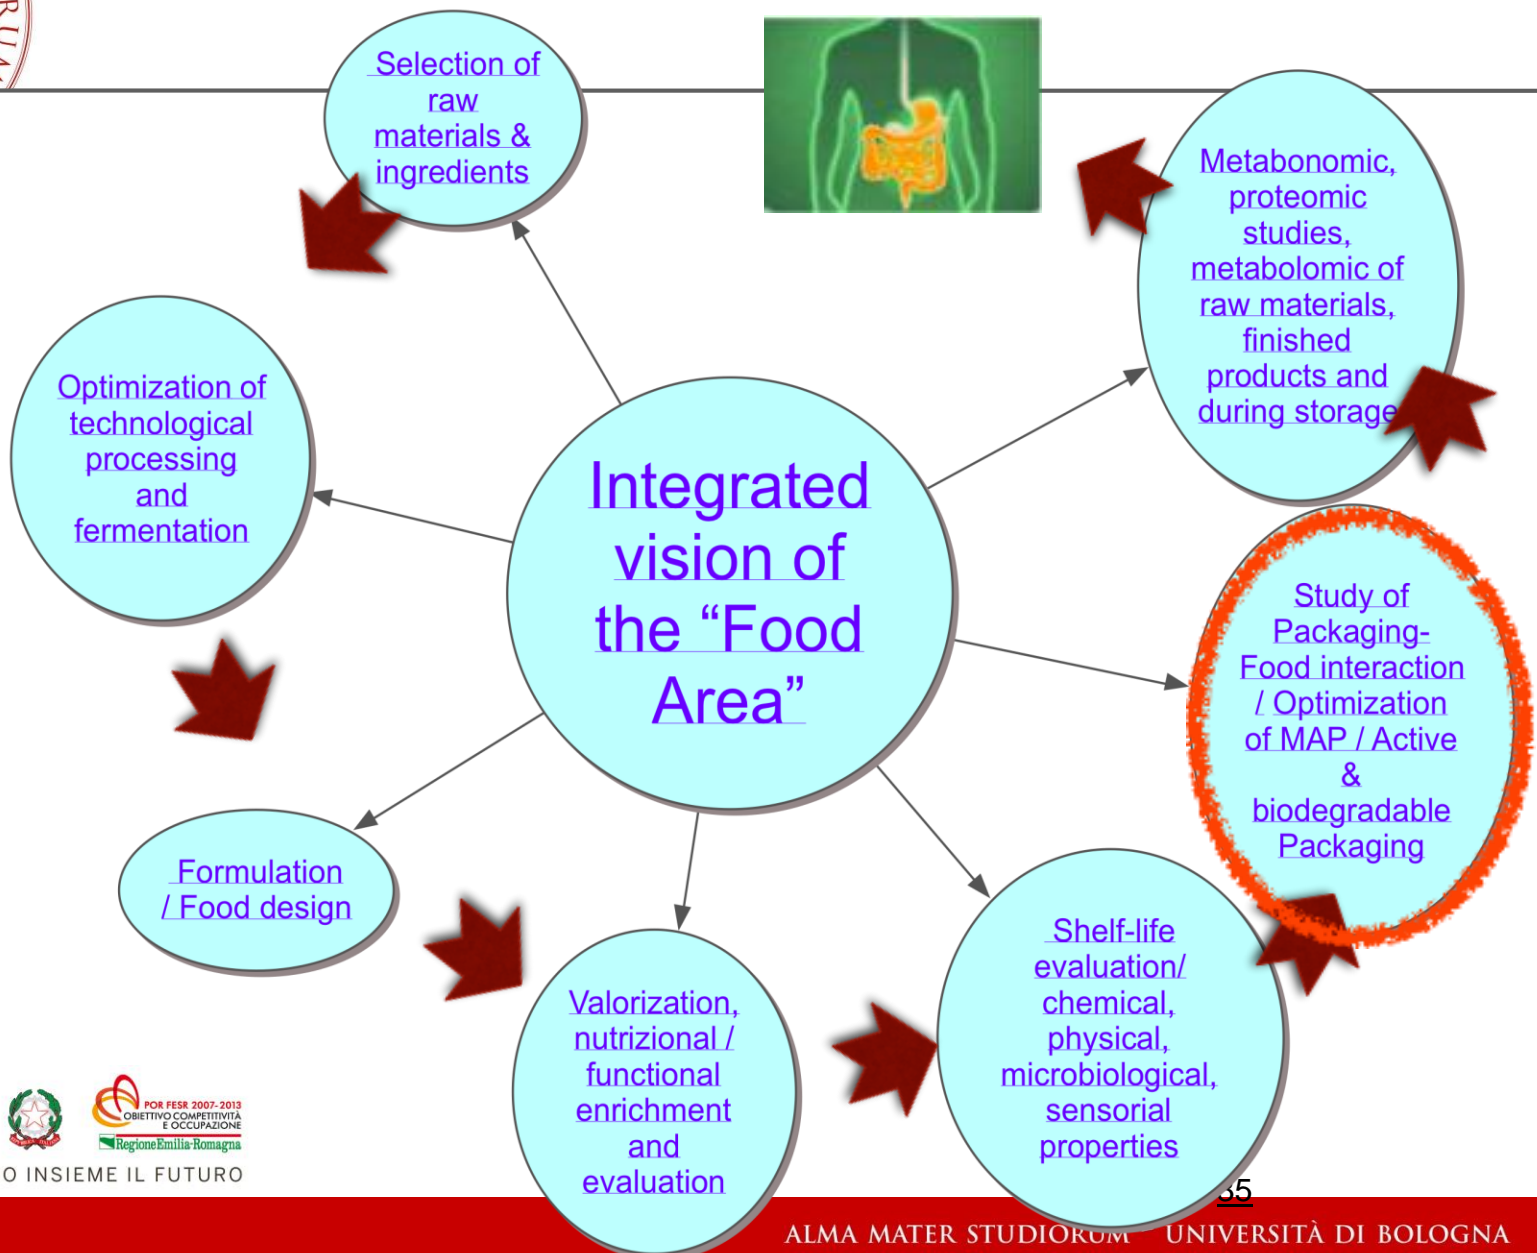 Selection of
raw
materials &
ingredients
Metabonomic,
proteomic
studies,
metabolomic of
raw materials,
finished
products and
during storage
Optimization of
technological
processing
and
fermentation
Integrated
vision of
the “Food
Area”
Study of
Packaging-
Food interaction
/ Optimization
of MAP / Active
&
biodegradable
Packaging
Formulation
/ Food design
Valorization,
nutrizional /
functional
enrichment
and
evaluation
Shelf-life
evaluation/
chemical,
physical,
microbiological,
sensorial
properties
POR FESR 2007-2013
OBIETTIVO COMPETITIVITÀ
E OCCUPAZIONE
RegioneEmilia-Romagna
O INSIEME IL FUTURO
35
ALMA MATER STUDIORUM UNIVERSITÀ DI BOLOGNA